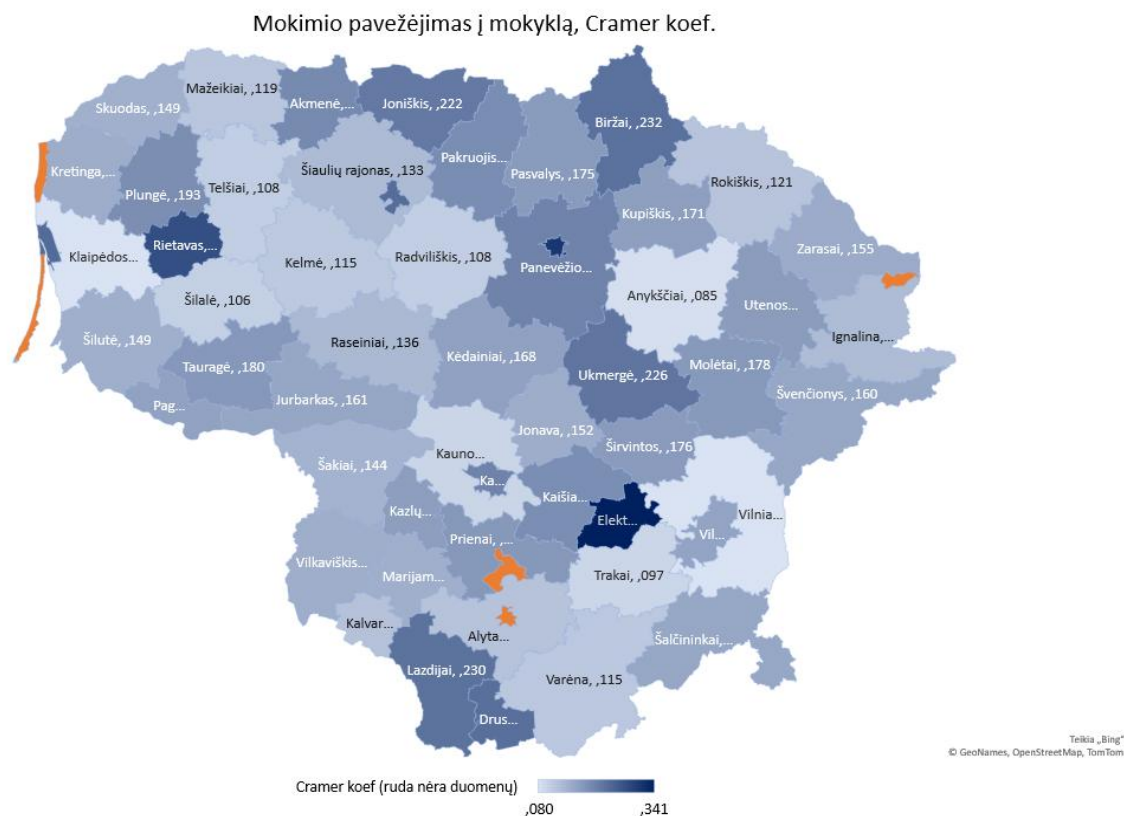 Mokimio pavežėjimas į mokyklą, Cramer koef.
Mažeikiai, ,119
Skuodas, ,149
Akmenė,...
Joniškis, ,222
Biržai, ,232
Kretinga,...
Plungė, ,193
Telšiai, ,108
Šiaulių rajonas, ,133
Pakruojis...
Pasvalys, ,175
Rokiškis, ,121
Kupiškis, ,171
Klaipėdos...
Rietavas,...
Kelmė, ,115
Radviliškis, ,108
Panevėžio...
Zarasai, ,155
Šilalė, ,106
Anykščiai, ,085
Utenos...
Šilutė, ,149
Raseiniai, ,136
Kėdainiai, ,168
Ignalina,...
Tauragė, ,180
Ukmergė, ,226
Molėtai, ,178
Pag...
Jurbarkas, ,161
Švenčionys, ,160
Jonava, ,152
Širvintos, ,176
Kauno...
Šakiai, ,144
Ka...
Kaišia...
Kazlų...
Elekt...
Vilnia...
Vil...
Prienai, ,...
Vilkaviškis...
Marijam...
Trakai, ,097
Kalvar...
Alyta...
Šalčininkai,...
Lazdijai, ,230
Varėna, ,115
Drus...
Teikia „Bing“
© GeoNames, OpenStreetMap, TomTom
Cramer koef (ruda nėra duomenų)
,080 ,341